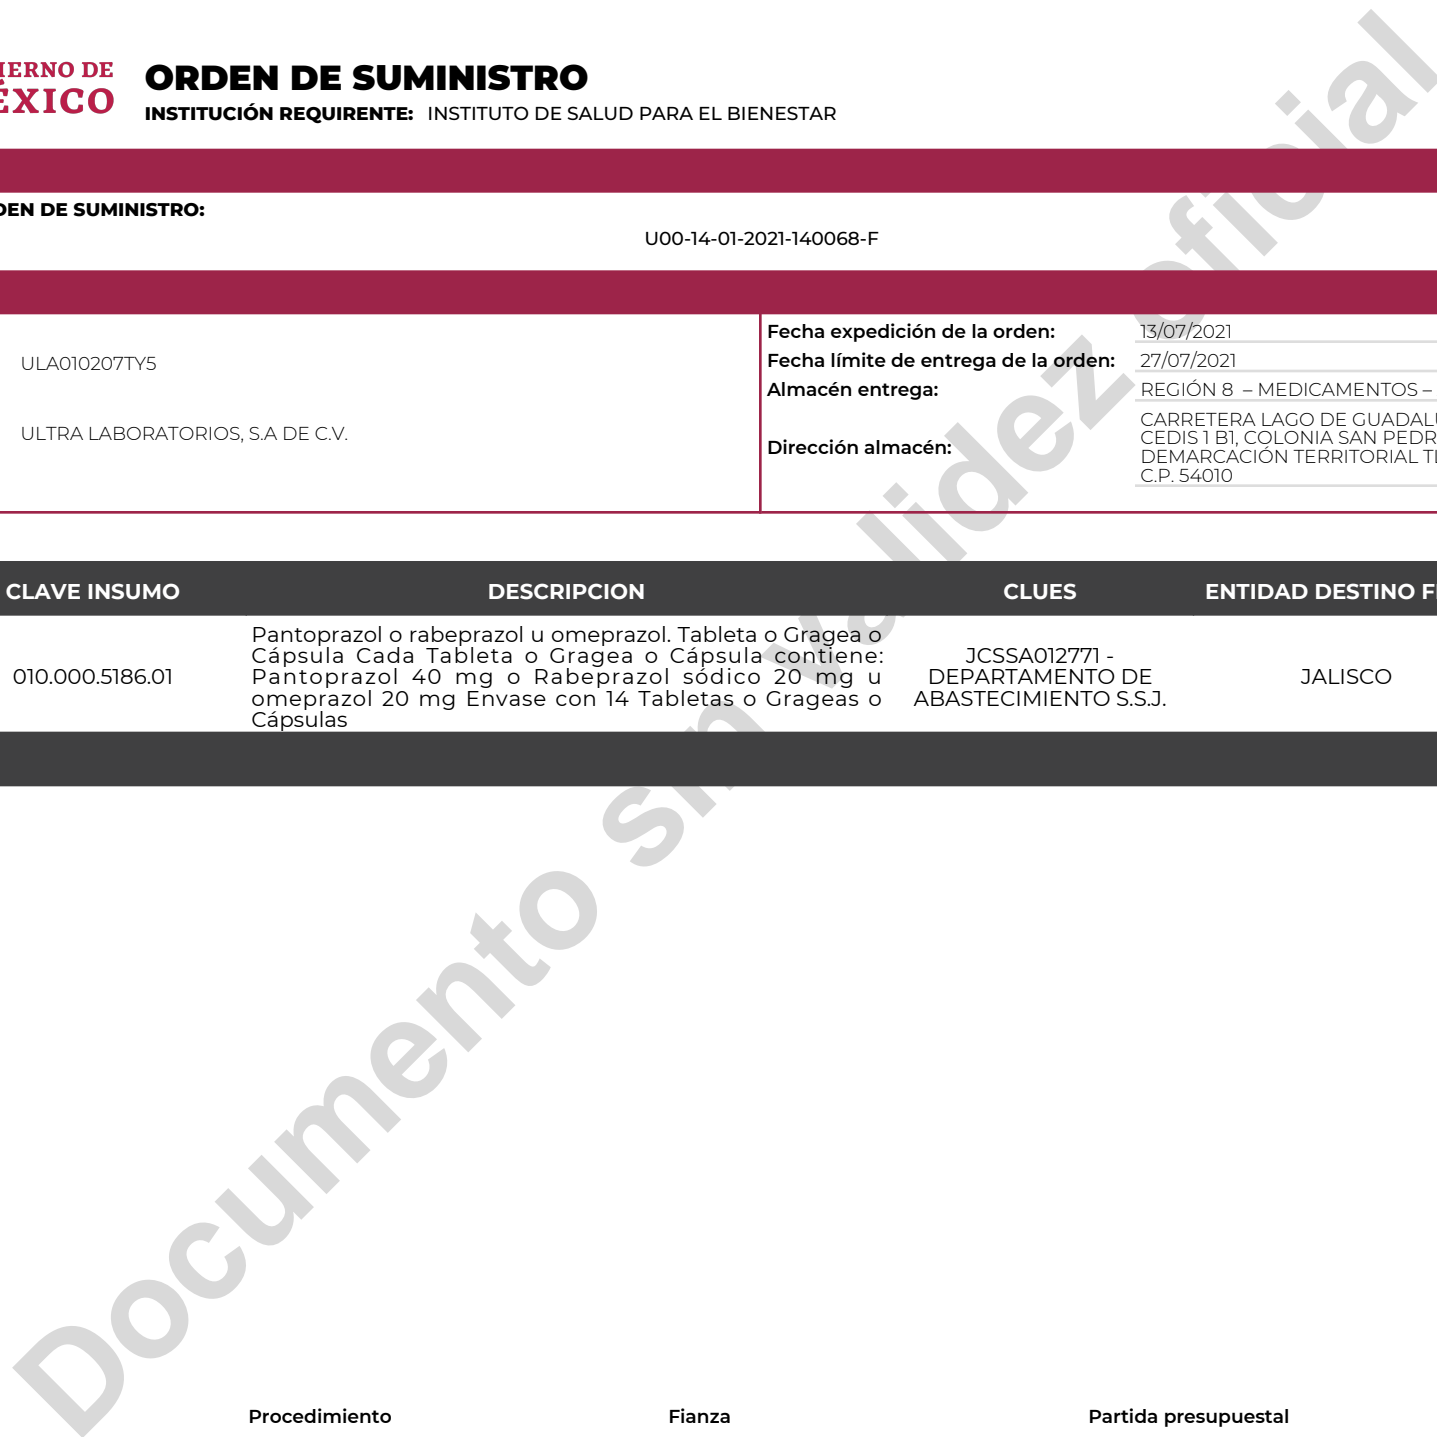 IERNO DE
ÉXICO
ORDEN DE SUMINISTRO
INSTITUCIÓN REQUIRENTE: INSTITUTO DE SALUD PARA EL BIENESTAR
DEN DE SUMINISTRO:
U00-14-01-2021-140068-F
ULA010207TY5
ULTRA LABORATORIOS, S.A DE C.V.
Fecha expedición de la orden: 13/07/2021
Fecha límite de entrega de la orden: 27/07/2021
Almacén entrega: REGIÓN 8 – MEDICAMENTOS –
Dirección almacén:
CARRETERA LAGO DE GUADALU
CEDIS 1 B1, COLONIA SAN PEDR
DEMARCACIÓN TERRITORIAL TL
C.P. 54010
CLAVE INSUMO DESCRIPCION CLUES ENTIDAD DESTINO FI
010.000.5186.01
Pantoprazol o rabeprazol u omeprazol. Tableta o Gragea o
Cápsula Cada Tableta o Gragea o Cápsula contiene:
Pantoprazol 40 mg o Rabeprazol sódico 20 mg u
omeprazol 20 mg Envase con 14 Tabletas o Grageas o
Cápsulas
JCSSA012771 -
DEPARTAMENTO DE
ABASTECIMIENTO S.S.J.
JALISCO
Documento sin validez oficial
Procedimiento Fianza Partida presupuestal